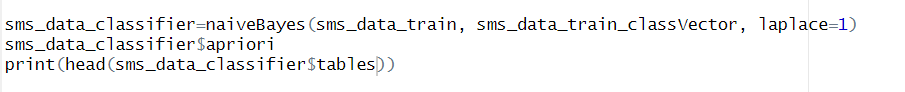 sms_data_classifier=naiveBayes(sms_data_train, sms_data_train_classVector, laplace=1)
sms_data_classifier$apriori
print(head(sms_data_classifier$tables))